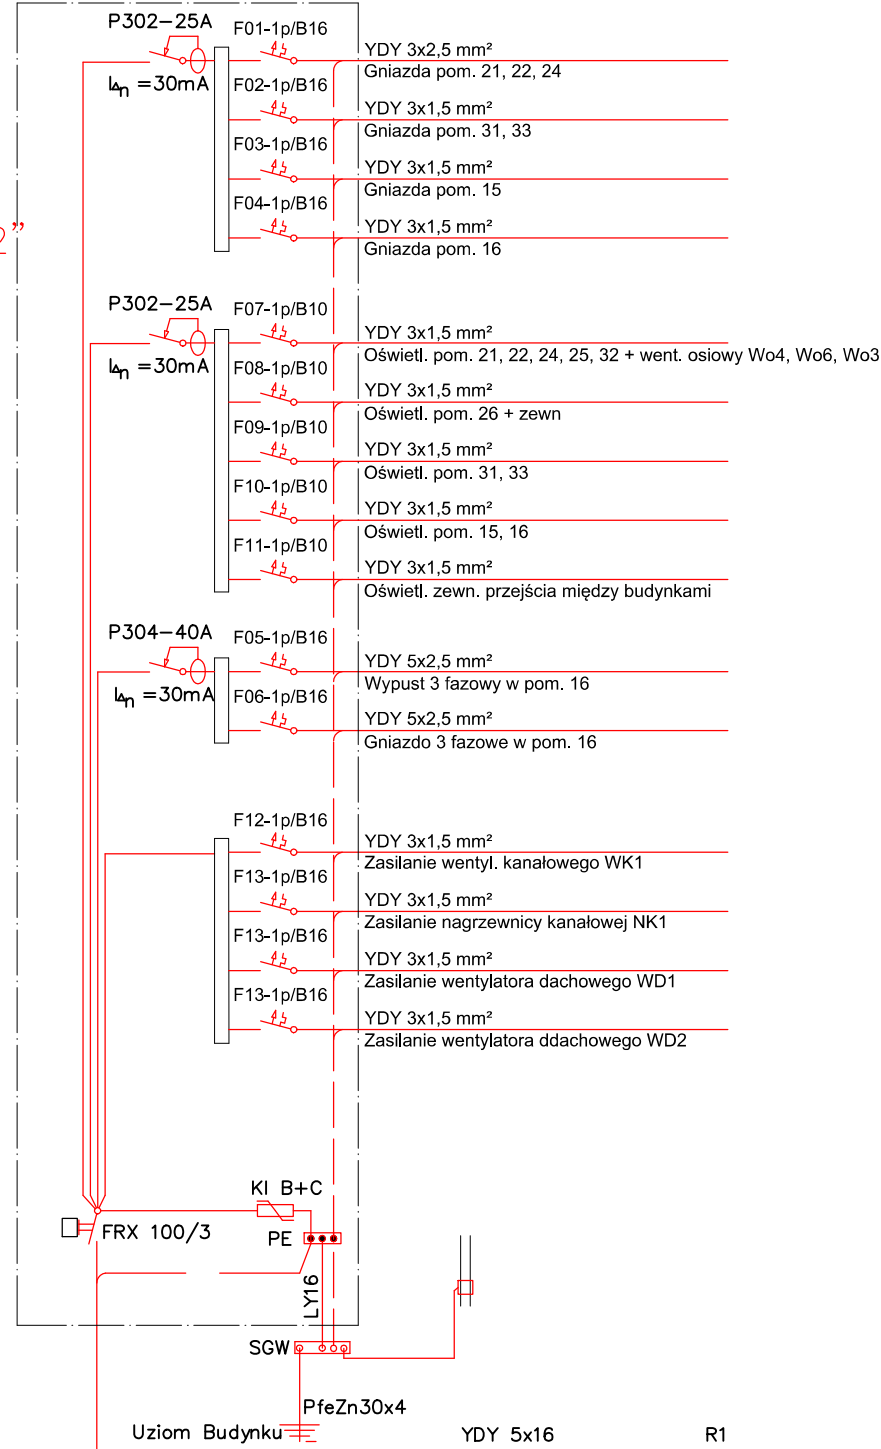 P302-25A
I∆n =30mA
F01-1p/B16
YDY 3x2,5 mm²
Gniazda pom. 21, 22, 24
F02-1p/B16
YDY 3x1,5 mm²
Gniazda pom. 31, 33
F03-1p/B16
YDY 3x1,5 mm²
Gniazda pom. 15
F04-1p/B16
YDY 3x1,5 mm²
Gniazda pom. 16
2”
P302-25A
I∆n =30mA
F07-1p/B10
YDY 3x1,5 mm²
Oświetl. pom. 21, 22, 24, 25, 32 + went. osiowy Wo4, Wo6, Wo3
F08-1p/B10
YDY 3x1,5 mm²
Oświetl. pom. 26 + zewn
F09-1p/B10
YDY 3x1,5 mm²
Oświetl. pom. 31, 33
F10-1p/B10
YDY 3x1,5 mm²
Oświetl. pom. 15, 16
F11-1p/B10
YDY 3x1,5 mm²
Oświetl. zewn. przejścia między budynkami
P304-40A
I∆n =30mA
F05-1p/B16
YDY 5x2,5 mm²
Wypust 3 fazowy w pom. 16
F06-1p/B16
YDY 5x2,5 mm²
Gniazdo 3 fazowe w pom. 16
F12-1p/B16
YDY 3x1,5 mm²
Zasilanie wentyl. kanałowego WK1
F13-1p/B16
YDY 3x1,5 mm²
Zasilanie nagrzewnicy kanałowej NK1
F13-1p/B16
YDY 3x1,5 mm²
Zasilanie wentylatora dachowego WD1
F13-1p/B16
YDY 3x1,5 mm²
Zasilanie wentylatora ddachowego WD2
KI B+C
FRX 100/3
PE
LY16
SGW
PfeZn30x4
Uziom Budynku
YDY 5x16
R1